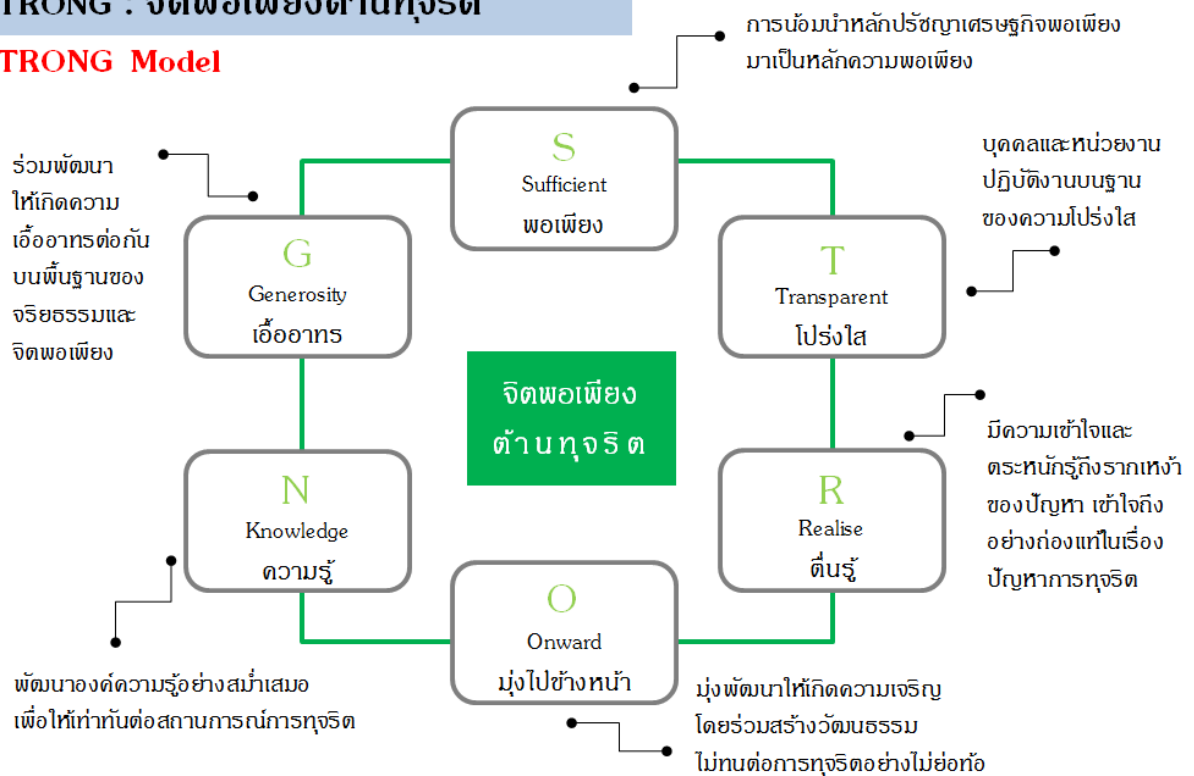 TRONG : จิตพอเพียงต้านทุจริต
TRONG Model
การน้อมนำหลักปรัชญาเศรษฐกิจพอเพียง
มาเป็นหลักความพอเพียง
S
Sufficient
พอเพียง
บุคคลและหน่วยงาน
ปฏิบัติงานบนฐาน
ของความโปร่งใส
T
Transparent
โปร่งใส
มีความเข้าใจและ
ตระหนักรู้ถึงรากเหง้า
ของปัญหา เข้าใจถึง
อย่างถ่องแท้ในเรื่อง
ปัญหาการทุจริต
R
Realise
ตื่นรู้
O
Onward
มุ่งไปข้างหน้า
มุ่งพัฒนาให้เกิดความเจริญ
โดยร่วมสร้างวัฒนธรรม
ไม่ทนต่อการทุจริตอย่างไม่ย่อท้อ
N
Knowledge
ความรู้
พัฒนาองค์ความรู้อย่างสม่ำเสมอ
เพื่อให้เท่าทันต่อสถานการณ์การทุจริต
G
Generosity
เอื้ออาทร
ร่วมพัฒนา
ให้เกิดความ
เอื้ออาทรต่อกัน
บนพื้นฐานของ
จริยธรรมและ
จิตพอเพียง
จิตพอเพียง
ต้านทุจริต